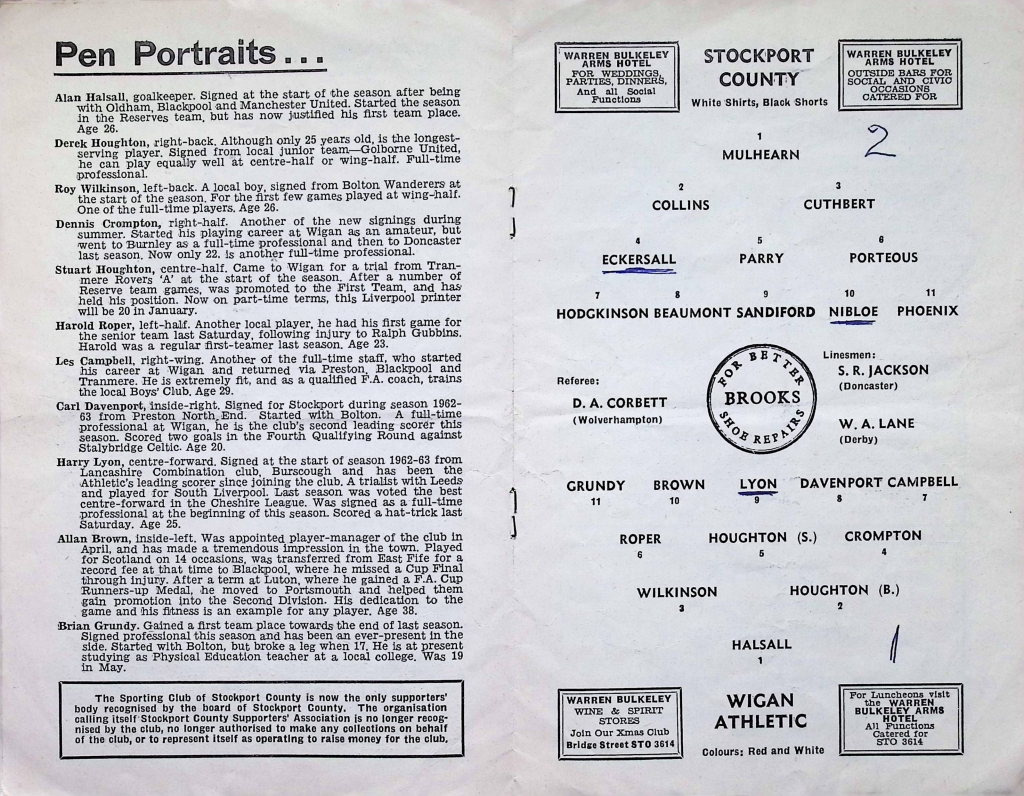 Pen Portraits...
Alan Halsall, goalkeeper. Signed at the start of the season after being
with Oldham, Blackpool and Manchester United. Started the season
in the Reserves team, but has now justified his first team place.
Age 26.
Derek Houghton, right-back. Although only 25 years old, is the longest-
serving player. Signed from local junior team—Golborne United,
he can play equally well at centre-half or wing-half. Full-time
professional.
Roy Wilkinson, left-back. A local boy, signed from Bolton Wanderers at
the start of the season. For the first few games played at wing-half.
One of the full-time players. Age 26.
Dennis Crompton, right-half. Another of the new signings during
summer. Started his playing career at Wigan as an amateur, but
went to Burnley as a full-time professional and then to Doncaster
last season. Now only 22. is another full-time professional.
Stuart Houghton, centre-half. Came to Wigan for a trial from Tran-
mere Rovers 'A' at the start of the season. After a number of
Reserve team games, was promoted to the First Team, and has
held his position. Now on part-time terms, this Liverpool printer
will be 20 in January.
Harold Roper, left-half. Another local player, he had his first game for
the senior team last Saturday, following injury to Ralph Gubbins.
Harold was a regular first-teamer last season. Age 23.
Les Campbell, right-wing. Another of the full-time staff, who started
his career at Wigan and returned via Preston, Blackpool and
Tranmere. He is extremely fit, and as a qualified F.A. coach, trains
the local Boys' Club. Age 29.
Carl Davenport, inside-right. Signed for Stockport during season 1962-
63 from Preston North End. Started with Bolton. A full-time
professional at Wigan, he is the club's second leading scorer this
season. Scored two goals in the Fourth Qualifying Round against
Stalybridge Celtic. Age 20.
Harry Lyon, centre-forward. Signed at the start of season 1962-63 from
Lancashire Combination club, Burscough and has been the
Athletic's leading scorer since joining the club. A trialist with Leeds
and played for South Liverpool. Last season was voted the best
centre-forward in the Cheshire League. Was signed as a full-time
professional at the beginning of this season. Scored a hat-trick last
Saturday. Age 25.
Allan Brown, inside-left. Was appointed player-manager of the club in
April, and has made a tremendous impression in the town. Played
for Scotland on 14 occasions, was transferred from East Fife for a
record fee at that time to Blackpool, where he missed a Cup Final
through injury. After a term at Luton, where he gained a F.A. Cup
Runners-up Medal, he moved to Portsmouth and helped them
gain promotion into the Second Division. His dedication to the
game and his fitness is an example for any player. Age 38.
Brian Grundy. Gained a first team place towards the end of last season.
Signed professional this season and has been an ever-present in the
side. Started with Bolton, but broke a leg when 17. He is at present
studying as Physical Education teacher at a local college. Was 19
in May.
The Sporting Club of Stockport County is now the only supporters'
body recognised by the board of Stockport County. The organisation
calling itself Stockport County Supporters' Association is no longer recog-
nised by the club, no longer authorised to make any collections on behalf
of the club, or to represent itself as operating to raise money for the club.
WARREN BULKELEY
ARMS HOTEL
FOR WEDDINGS,
PARTIES, DINNERS,
And all Social
Functions
STOCKPORT
COUNTY
White Shirts, Black Shorts
WARREN BULKELEY
ARMS HOTEL
OUTSIDE BARS FOR
SOCIAL AND CIVIC
OCCASIONS
CATERED FOR
1
MULHEARN
2
2 3
COLLINS CUTHBERT
4 5 6
ECKERSALL PARRY PORTEOUS
7 8 9 10 11
HODGKINSON BEAUMONT SANDIFORD NIBLOE PHOENIX
Referee:
D. A. CORBETT
(Wolverhampton)
FOR BETTER
BROOKS
SHOE REPAIRS
Linesmen:
S. R. JACKSON
(Doncaster)
W. A. LANE
(Derby)
GRUNDY BROWN LYON DAVENPORT CAMPBELL
11 10 9 8 7
ROPER HOUGHTON (S.) CROMPTON
6 5 4
WILKINSON HOUGHTON (B.)
3 2
HALSALL
1
1
WARREN BULKELEY
WINE & SPIRIT
STORES
Join Our Xmas Club
Bridge Street STO 3614
WIGAN
ATHLETIC
Colours: Red and White
For Luncheons visit
the WARREN
BULKELEY ARMS
HOTEL
All Functions
Catered for
STO 3614